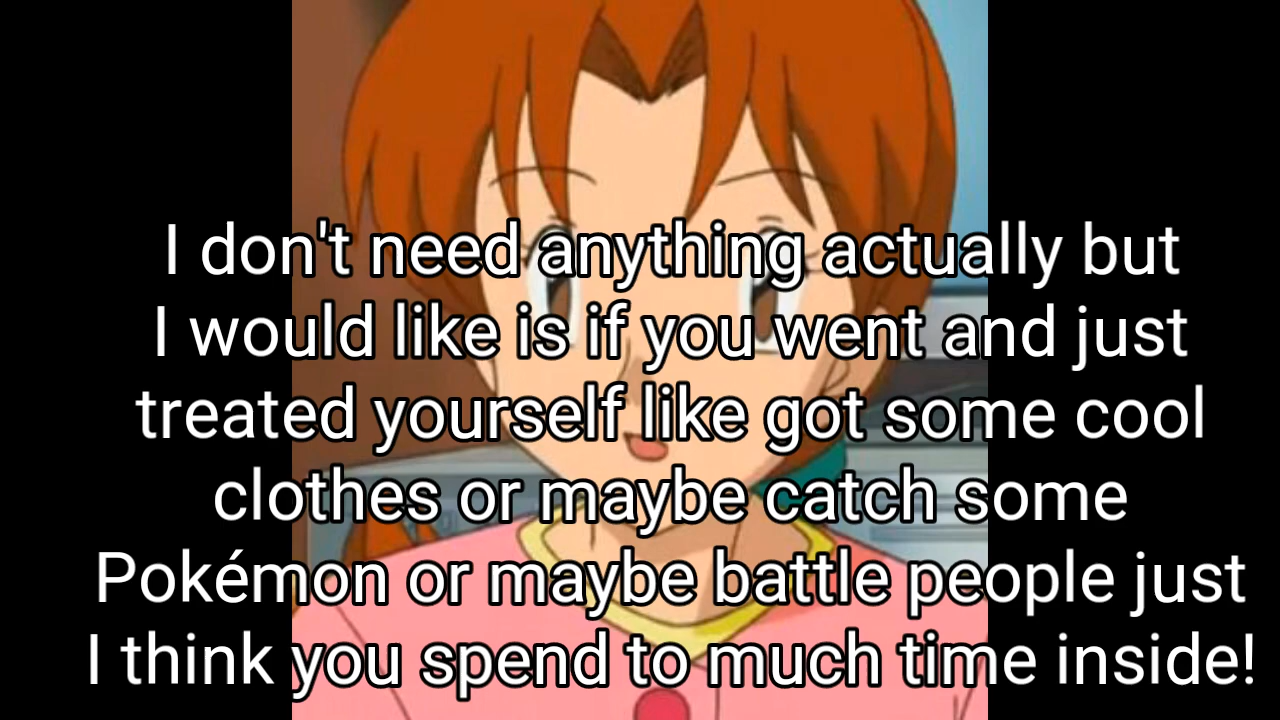 I don't need anything actually but
I would like is if you went and just
treated yourself like got some cool
clothes or maybe catch some
Pokémon or maybe battle people just
I think you spend to much time inside!